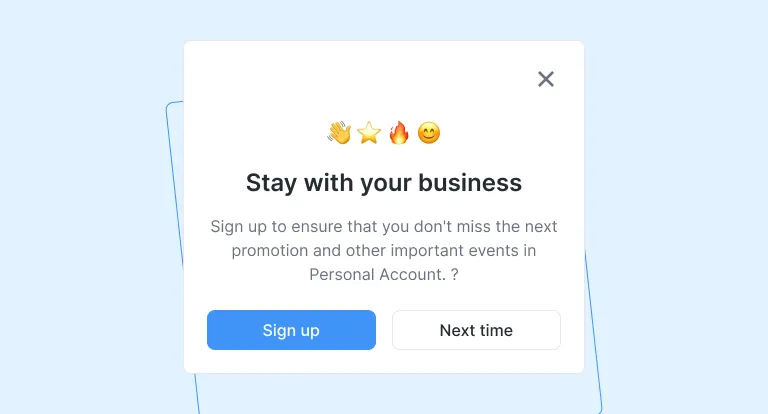 👋⭐🔥😊
Stay with your business
Sign up to ensure that you don't miss the next
promotion and other important events in
Personal Account. ?
Sign up
Next time